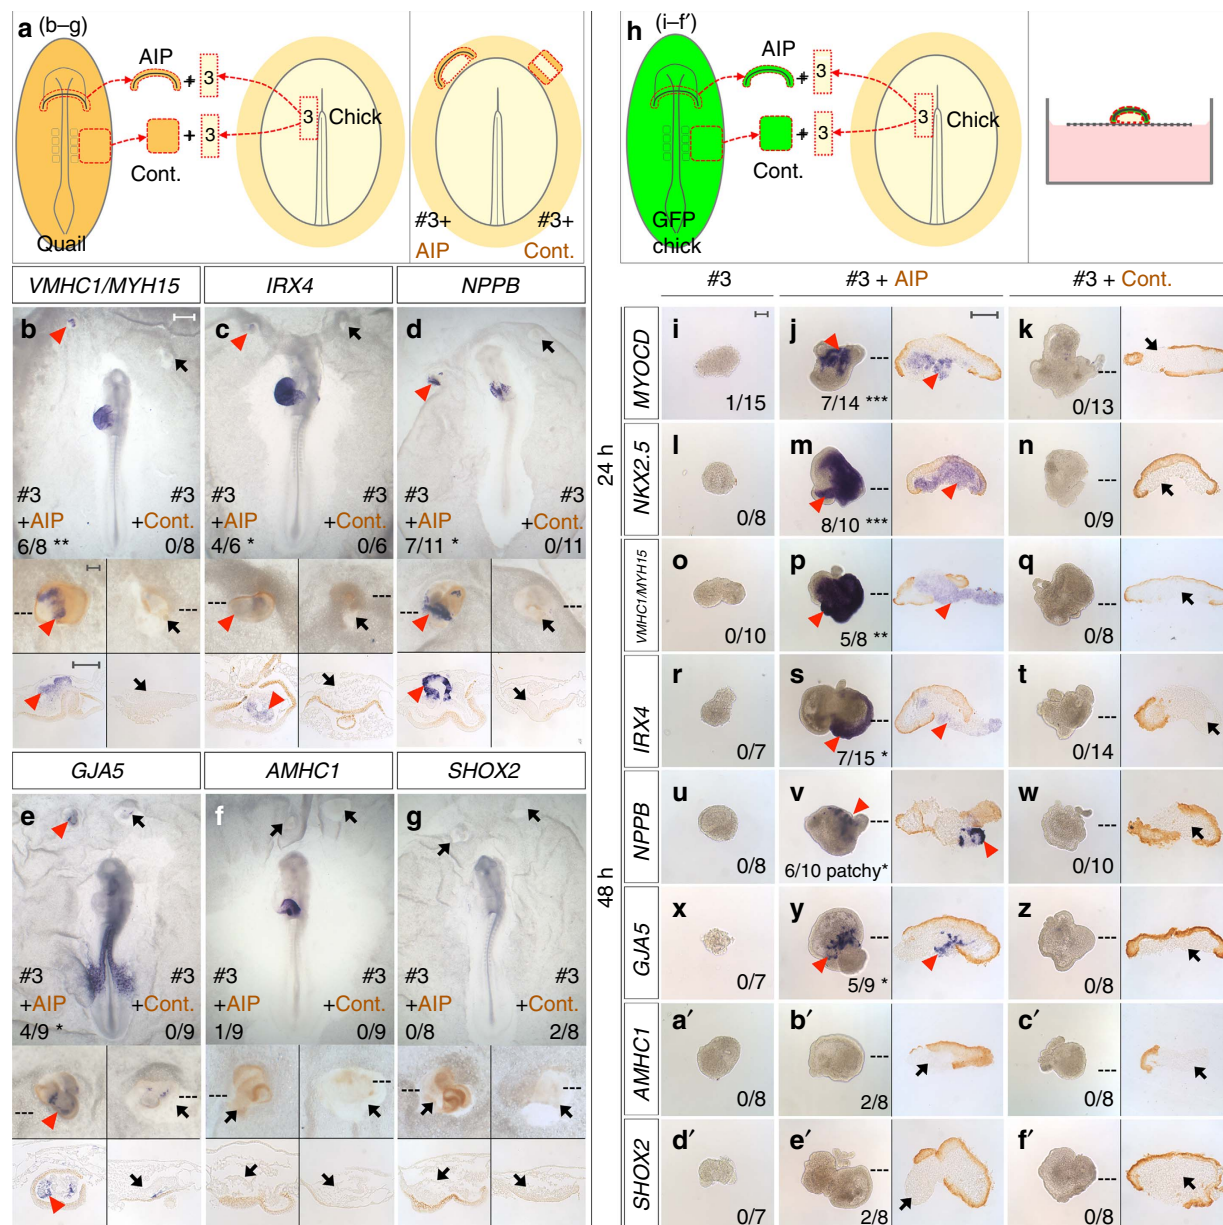 a (b–g)
AIP
+ 3
3
Chick
+ 3
Cont.
Quail
#3+ #3+
AIP Cont.
VMHC1/MYH15 IRX4 NPPB
b c d
#3 #3 #3 #3 #3 #3
+AIP +Cont. +AIP +Cont. +AIP +Cont.
6/8 ** 0/8 4/6 * 0/6 7/11 * 0/11
GJA5 AMHC1 SHOX2
e f g
#3 #3 #3 #3 #3 #3
+AIP +Cont. +AIP +Cont. +AIP +Cont.
4/9 * 0/9 1/9 0/9 0/8 2/8
h (i–f′)
AIP
+ 3
3
Chick
+ 3
Cont.
GFP
chick
#3 #3 + AIP #3 + Cont.
24 h
MYOCD
i j k
1/15 7/14 *** 0/13
NKX2.5
l m n
0/8 8/10 *** 0/9
VMHC1/MYH15
o p q
0/10 5/8 ** 0/8
IRX4
r s t
0/7 7/15 * 0/14
48 h
NPPB
u v w
0/8 6/10 patchy* 0/10
GJA5
x y z
0/7 5/9 * 0/8
AMHC1
a′ b′ c′
0/8 2/8 0/8
SHOX2
d′ e′ f′
0/7 2/8 0/8